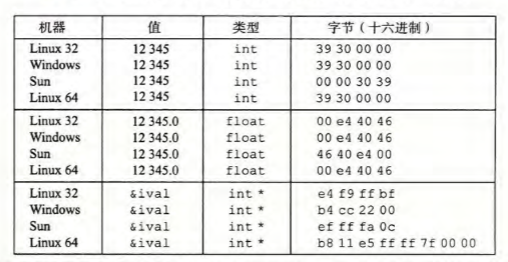 机器 值 类型 字节（十六进制）
Linux 32 12 345 int 39 30 00 00
Windows 12 345 int 39 30 00 00
Sun 12 345 int 00 00 30 39
Linux 64 12 345 int 39 30 00 00
Linux 32 12 345.0 float 00 e4 40 46
Windows 12 345.0 float 00 e4 40 46
Sun 12 345.0 float 46 40 e4 00
Linux 64 12 345.0 float 00 e4 40 46
Linux 32 &ival int * e4 f9 ff bf
Windows &ival int * b4 cc 22 00
Sun &ival int * ef ff fa 0c
Linux 64 &ival int * b8 11 e5 ff ff 7f 00 00